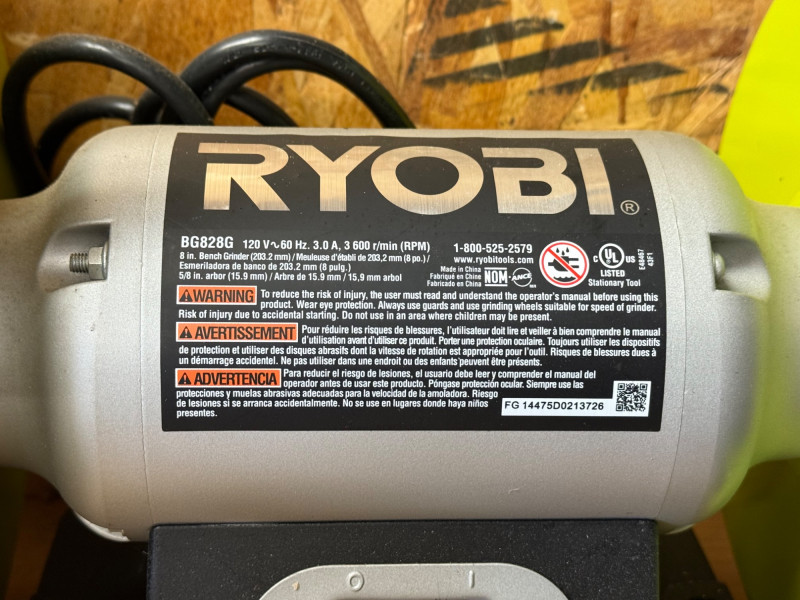 RYOBI®
BG828G 120 V~60 Hz. 3.0 A, 3 600 r/min (RPM)
8 in. Bench Grinder (203.2 mm) / Meuleuse d'établi de 203,2 mm (8 po.) /
Esmeriladora de banco de 203.2 mm (8 pulg.)
5/8 in. arbor (15.9 mm) / Arbre de 15.9 mm / 15,9 mm arbol
1-800-525-2579
www.ryobitools.com
Made in China
Fabriqué en Chine
Fabricado en China
NOM
ANCE
C UL US
LISTED
Stationary Tool
E48467
43F1
WARNING To reduce the risk of injury, the user must read and understand the operator's manual before using this
product. Wear eye protection. Always use guards and use grinding wheels suitable for speed of grinder.
Risk of injury due to accidental starting. Do not use in an area where children may be present.
AVERTISSEMENT Pour réduire les risques de blessures, l'utilisateur doit lire et veiller à bien comprendre le manual
d'utilisation avant d'utiliser ce produit. Porter une protection oculaire. Toujours utiliser les dispositifs
de protection et utiliser des disques abrasifs dont la vitesse de rotation est appropriée pour l'outil. Risques de blessures dues à
un démarrage accidentel. Ne pas utiliser dans une endroit ou des enfants peuvent être présents.
ADVERTENCIA Para reducir el riesgo de lesiones, el usuario debe leer y comprender el manual del
operador antes de usar este producto. Póngase protección ocular. Siempre use las
protecciones y muelas abrasivas adecuadas para la velocidad de la amoladora. Riesgo
de lesiones si se arranca accidentalmente. No se use en lugares donde haya niños
presentes.
FG 14475D0213726
O I